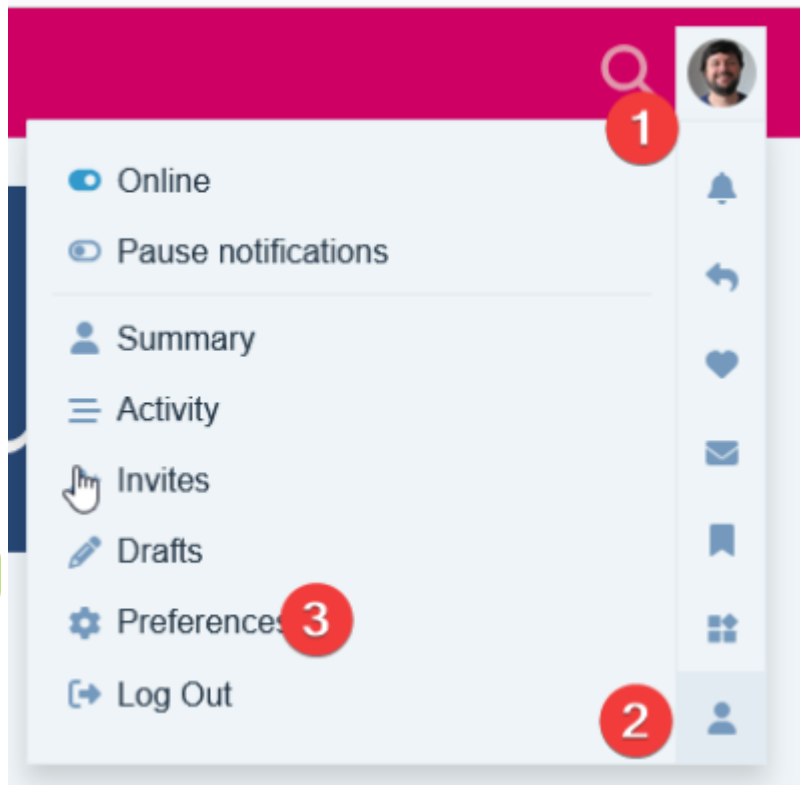 1
Online
Pause notifications
Summary
Activity
Invites
Drafts
Preferences 3
Log Out
2